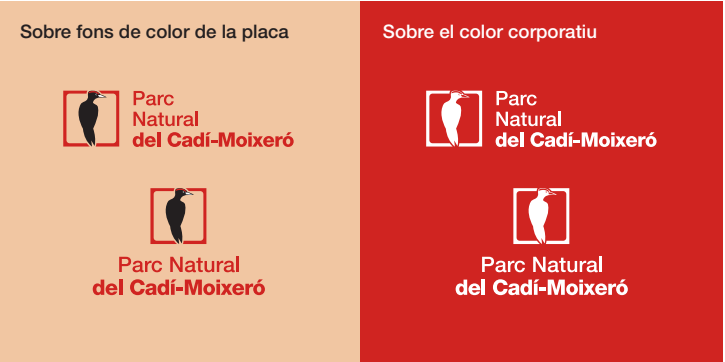 Sobre fons de color de la placa
Parc
Natural
del Cadí-Moixeró
Parc Natural
del Cadí-Moixeró
Sobre el color corporatiu
Parc
Natural
del Cadí-Moixeró
Parc Natural
del Cadí-Moixeró